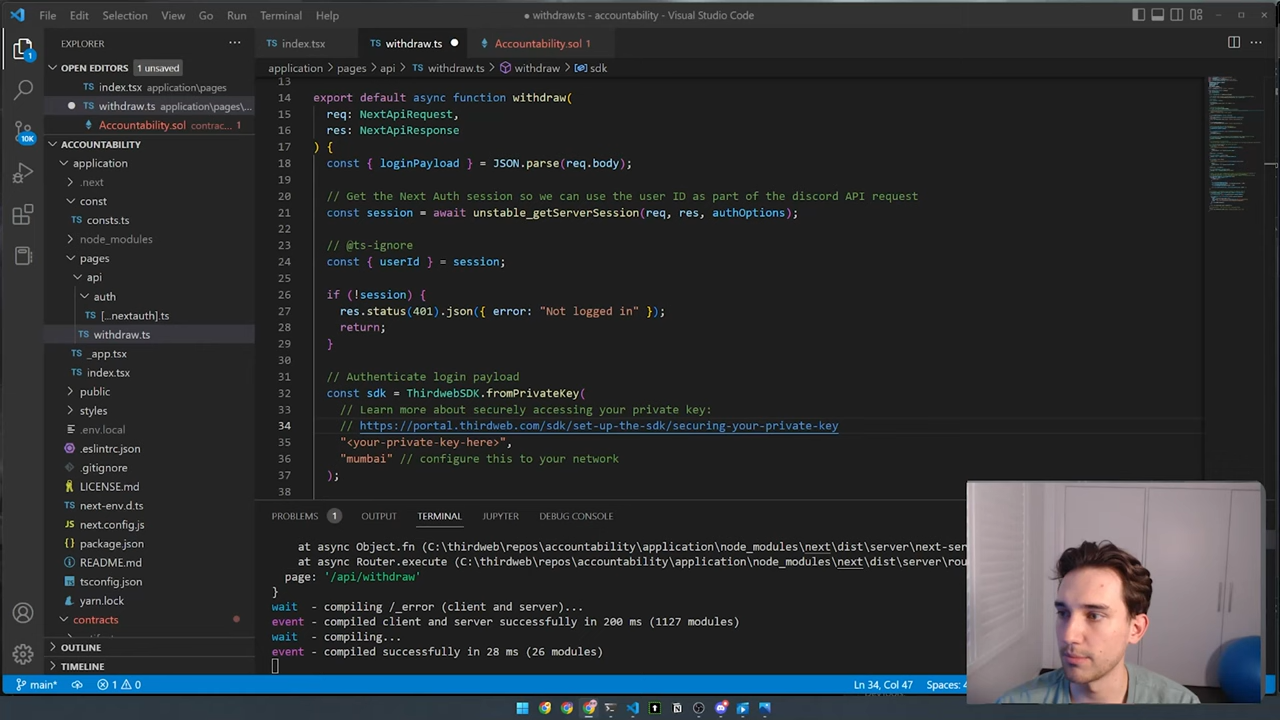 File Edit Selection View Go Run Terminal Help
● withdraw.ts - accountability - Visual Studio Code
EXPLORER
OPEN EDITORS 1 unsaved
index.tsx application\pages
withdraw.ts application\pages\...
Accountability.sol contrac... 1
ACCOUNTABILITY
application
.next
const
consts.ts
node_modules
pages
api
auth
[...nextauth].ts
withdraw.ts
_app.tsx
index.tsx
public
styles
.env.local
.eslintrc.json
.gitignore
LICENSE.md
next-env.d.ts
next.config.js
package.json
README.md
tsconfig.json
yarn.lock
contracts
OUTLINE
TIMELINE
1
10K
index.tsx withdraw.ts Accountability.sol 1
application > pages > api > withdraw.ts > withdraw > sdk
13
14 export default async function withdraw(
15 req: NextApiRequest,
16 res: NextApiResponse
17 ) {
18 const { loginPayload } = JSON.parse(req.body);
19
20 // Get the Next Auth session so we can use the user ID as part of the discord API request
21 const session = await unstable_getServerSession(req, res, authOptions);
22
23 // @ts-ignore
24 const { userId } = session;
25
26 if (!session) {
27 res.status(401).json({ error: "Not logged in" });
28 return;
29 }
30
31 // Authenticate login payload
32 const sdk = ThirdwebSDK.fromPrivateKey(
33 // Learn more about securely accessing your private key:
34 // https://portal.thirdweb.com/sdk/set-up-the-sdk/securing-your-private-key
35 "<your-private-key-here>",
36 "mumbai" // configure this to your network
37 );
38
PROBLEMS 1 OUTPUT TERMINAL JUPYTER DEBUG CONSOLE
at async Object.fn (C:\thirdweb\repos\accountability\application\node_modules\next\dist\server\next-ser
at async Router.execute (C:\thirdweb\repos\accountability\application\node_modules\next\dist\server\rou
page: '/api/withdraw'
}
wait - compiling /_error (client and server)...
event - compiled client and server successfully in 200 ms (1127 modules)
wait - compiling...
event - compiled successfully in 28 ms (26 modules)
main* 1 0
Ln 34, Col 47 Spaces: 4